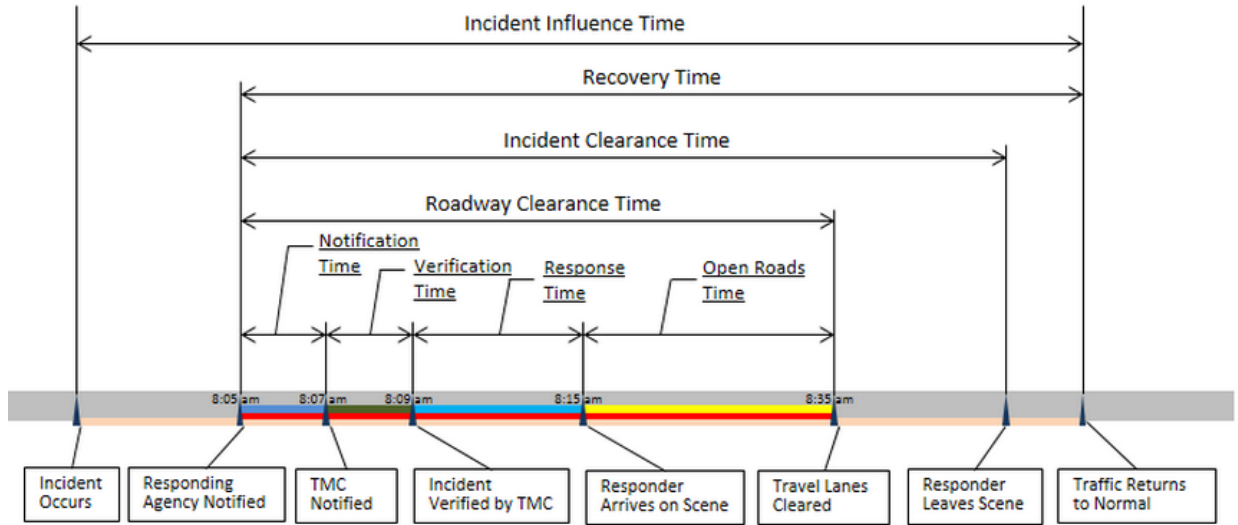 Incident Influence Time
Recovery Time
Incident Clearance Time
Roadway Clearance Time
Notification
Time
Verification
Time
Response
Time
Open Roads
Time
8:05 am
8:07 am
8:09 am
8:15 am
8:35 am
Incident
Occurs
Responding
Agency Notified
TMC
Notified
Incident
Verified by TMC
Responder
Arrives on Scene
Travel Lanes
Cleared
Responder
Leaves Scene
Traffic Returns
to Normal